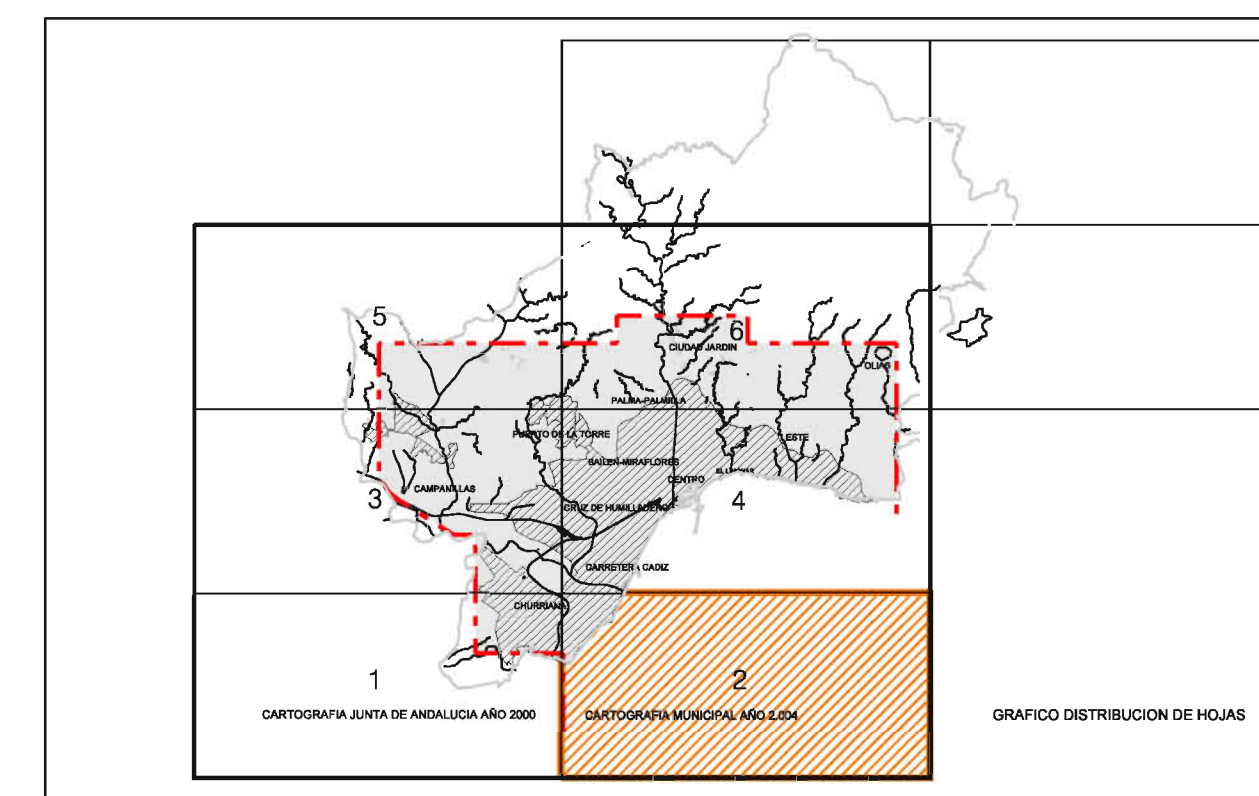 5
6
CIUDAD JARDIN
OLIAS
PALMA-PALMILLA
PUERTO DE LA TORRE
ESTE
BAILEN-MIRAFLORES
CENTRO
CAMPANILLAS
3
4
CRUZ DE HUMILLADERO
CARRETERA CADIZ
CHURRIANA
1
2
CARTOGRAFIA JUNTA DE ANDALUCIA AÑO 2000
CARTOGRAFIA MUNICIPAL AÑO 2.004
GRAFICO DISTRIBUCION DE HOJAS